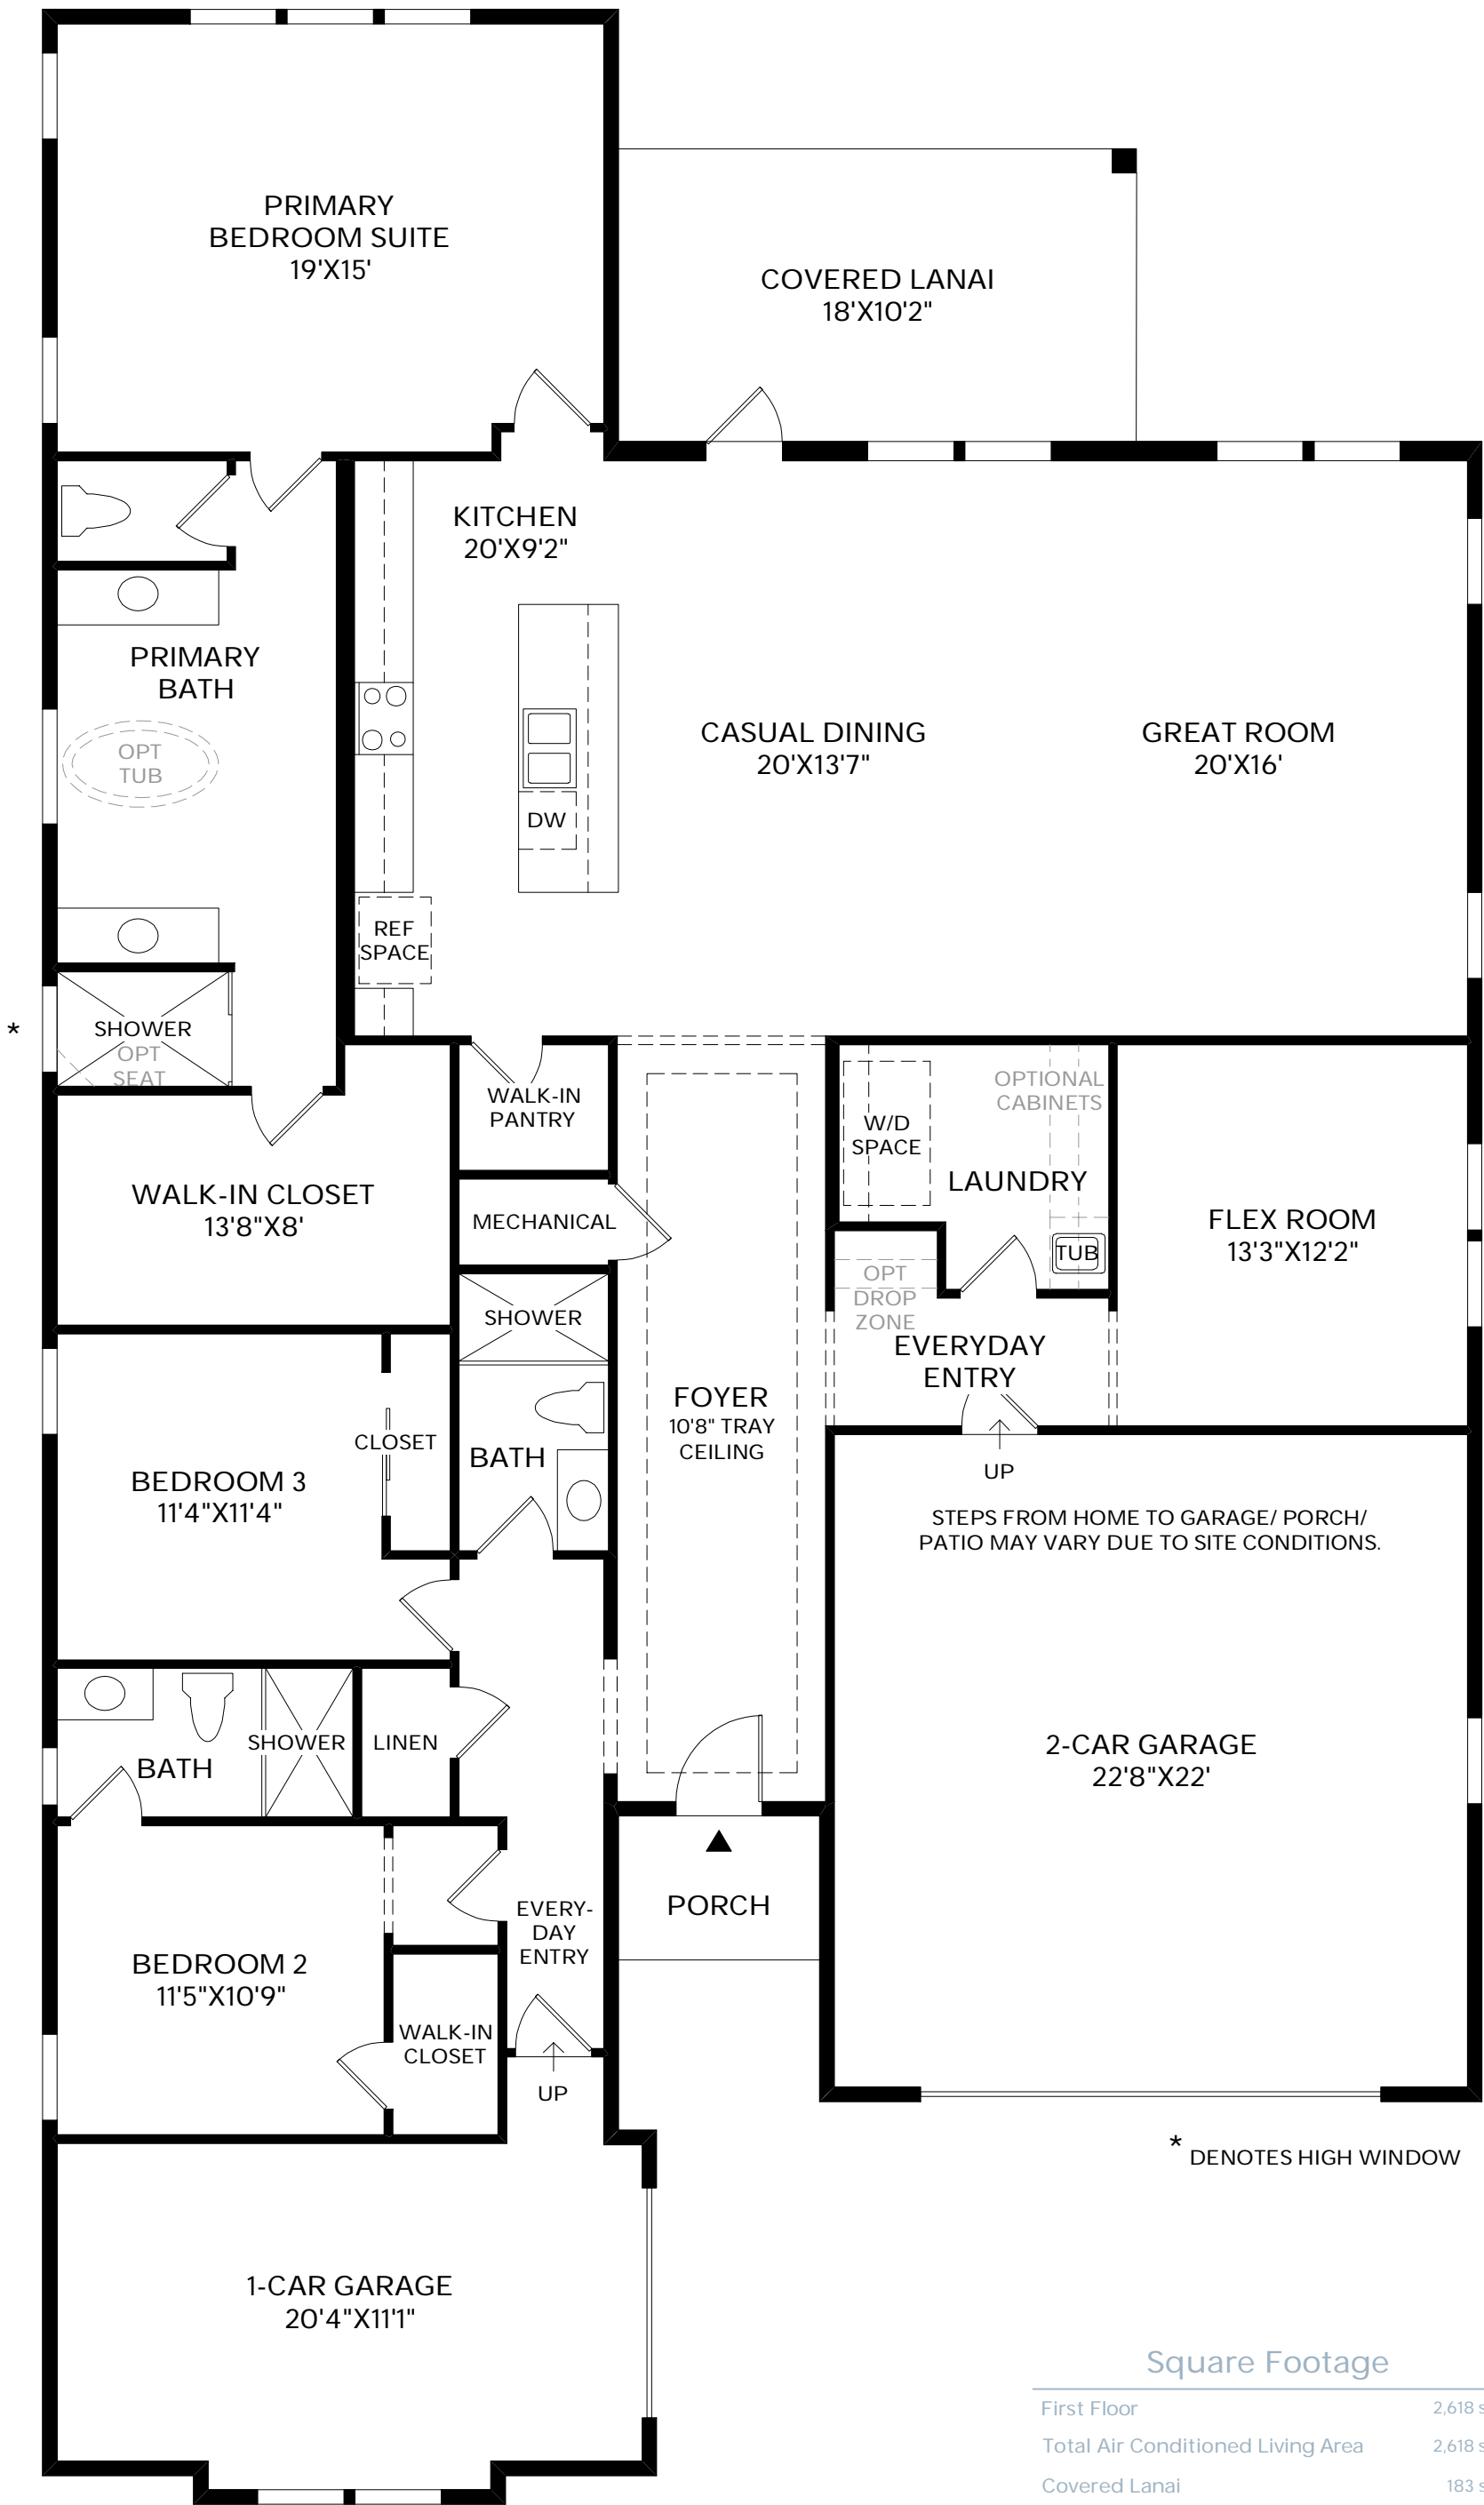 PRIMARY
BEDROOM SUITE
19'X15'
COVERED LANAI
18'X10'2"
KITCHEN
20'X9'2"
PRIMARY
BATH
OPT
TUB
CASUAL DINING
20'X13'7"
GREAT ROOM
20'X16'
DW
REF
SPACE
*
SHOWER
OPT
SEAT
WALK-IN
PANTRY
W/D
SPACE
OPTIONAL
CABINETS
LAUNDRY
TUB
WALK-IN CLOSET
13'8"X8'
MECHANICAL
FLEX ROOM
13'3"X12'2"
OPT
DROP
ZONE
EVERYDAY
ENTRY
SHOWER
FOYER
10'8" TRAY
CEILING
CLOSET
BATH
BEDROOM 3
11'4"X11'4"
UP
STEPS FROM HOME TO GARAGE/ PORCH/
PATIO MAY VARY DUE TO SITE CONDITIONS.
BATH
SHOWER
LINEN
2-CAR GARAGE
22'8"X22'
PORCH
EVERY-
DAY
ENTRY
BEDROOM 2
11'5"X10'9"
WALK-IN
CLOSET
UP
* DENOTES HIGH WINDOW
1-CAR GARAGE
20'4"X11'1"
Square Footage
First Floor 2,618 s
Total Air Conditioned Living Area 2,618 s
Covered Lanai 183 s